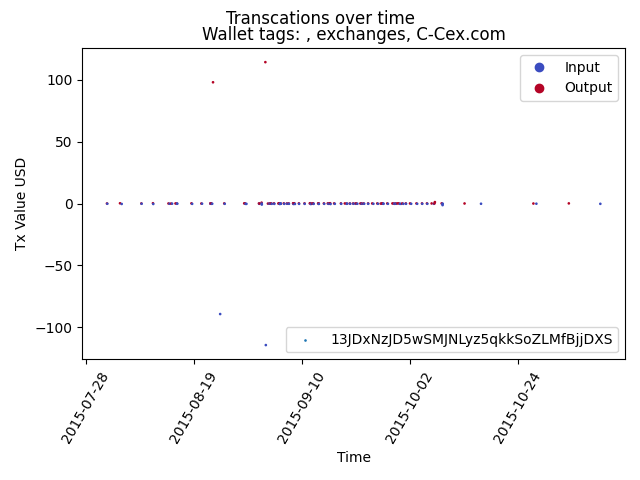 Transcations over time
Wallet tags: , exchanges, C-Cex.com
Input
Output
100
50
0
−50
−100
Tx Value USD
13JDxNzJD5wSMJNLyz5qkkSoZLMfBjjDXS
2015-07-28
2015-08-19
2015-09-10
2015-10-02
2015-10-24
Time